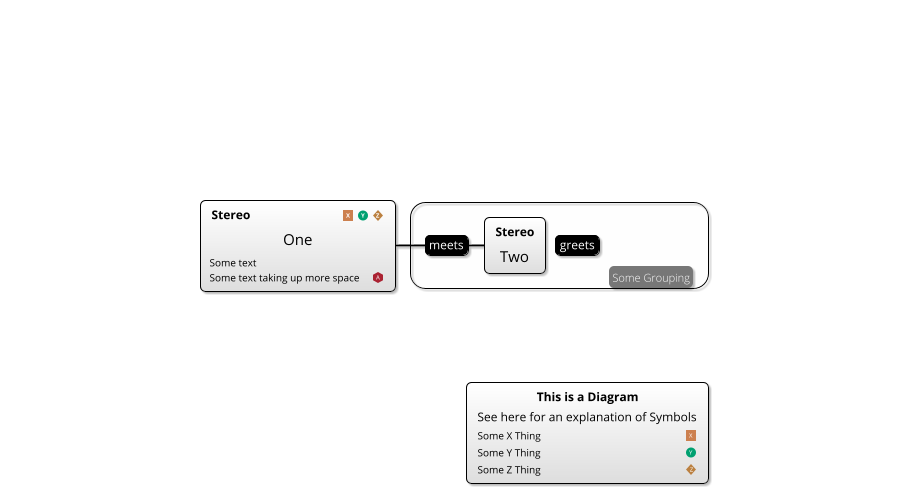 Stereo X Y Z
One
Some text
Some text taking up more space A
meets
Stereo
Two
greets
Some Grouping
This is a Diagram
See here for an explanation of Symbols
Some X Thing X
Some Y Thing Y
Some Z Thing Z